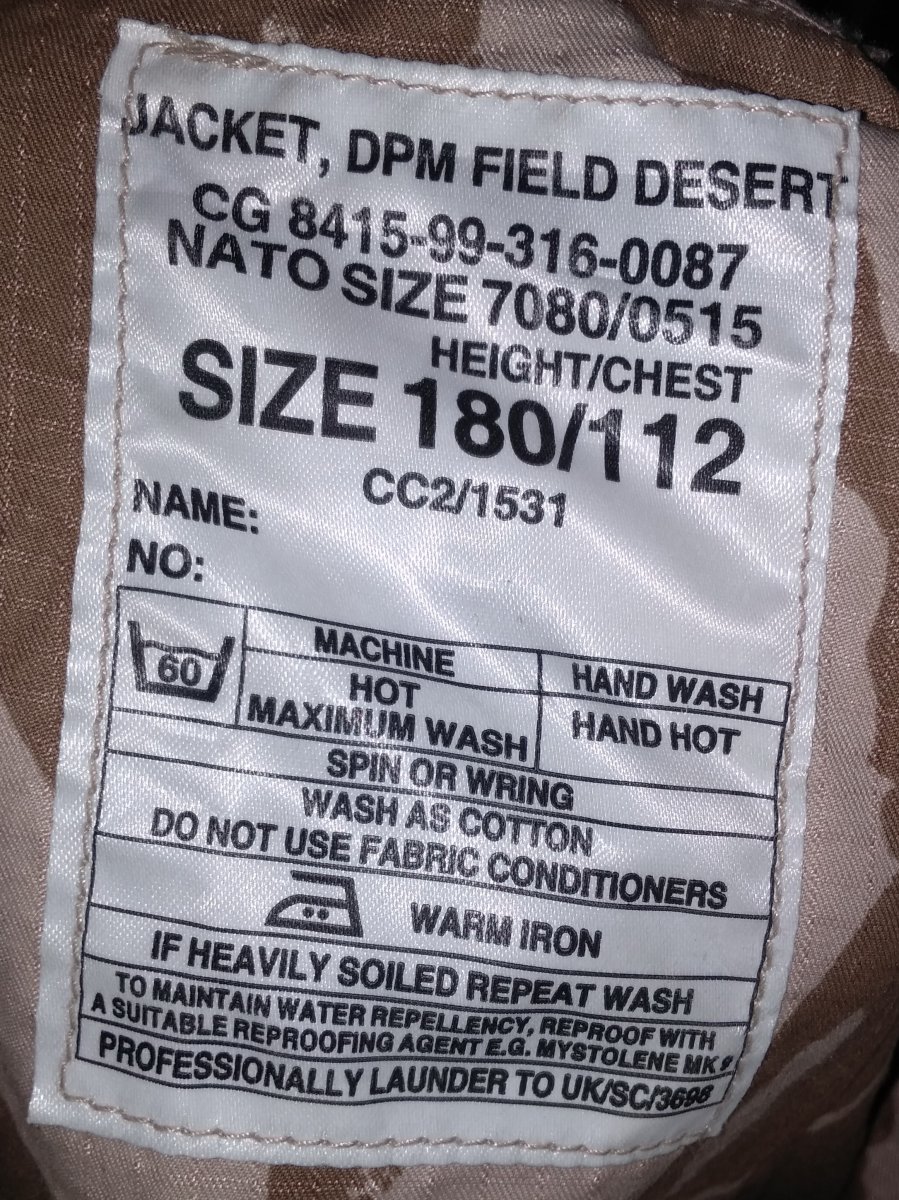 JACKET, DPM FIELD DESERT
CG 8415-99-316-0087
NATO SIZE 7080/0515
HEIGHT/CHEST
SIZE 180/112
CC2/1531
NAME:
NO:
60
MACHINE
HOT
MAXIMUM WASH
HAND WASH
HAND HOT
SPIN OR WRING
WASH AS COTTON
DO NOT USE FABRIC CONDITIONERS
WARM IRON
IF HEAVILY SOILED REPEAT WASH
TO MAINTAIN WATER REPELLENCY, REPROOF WITH
A SUITABLE REPROOFING AGENT E.G. MYSTOLENE MK
PROFESSIONALLY LAUNDER TO UK/SC/3698